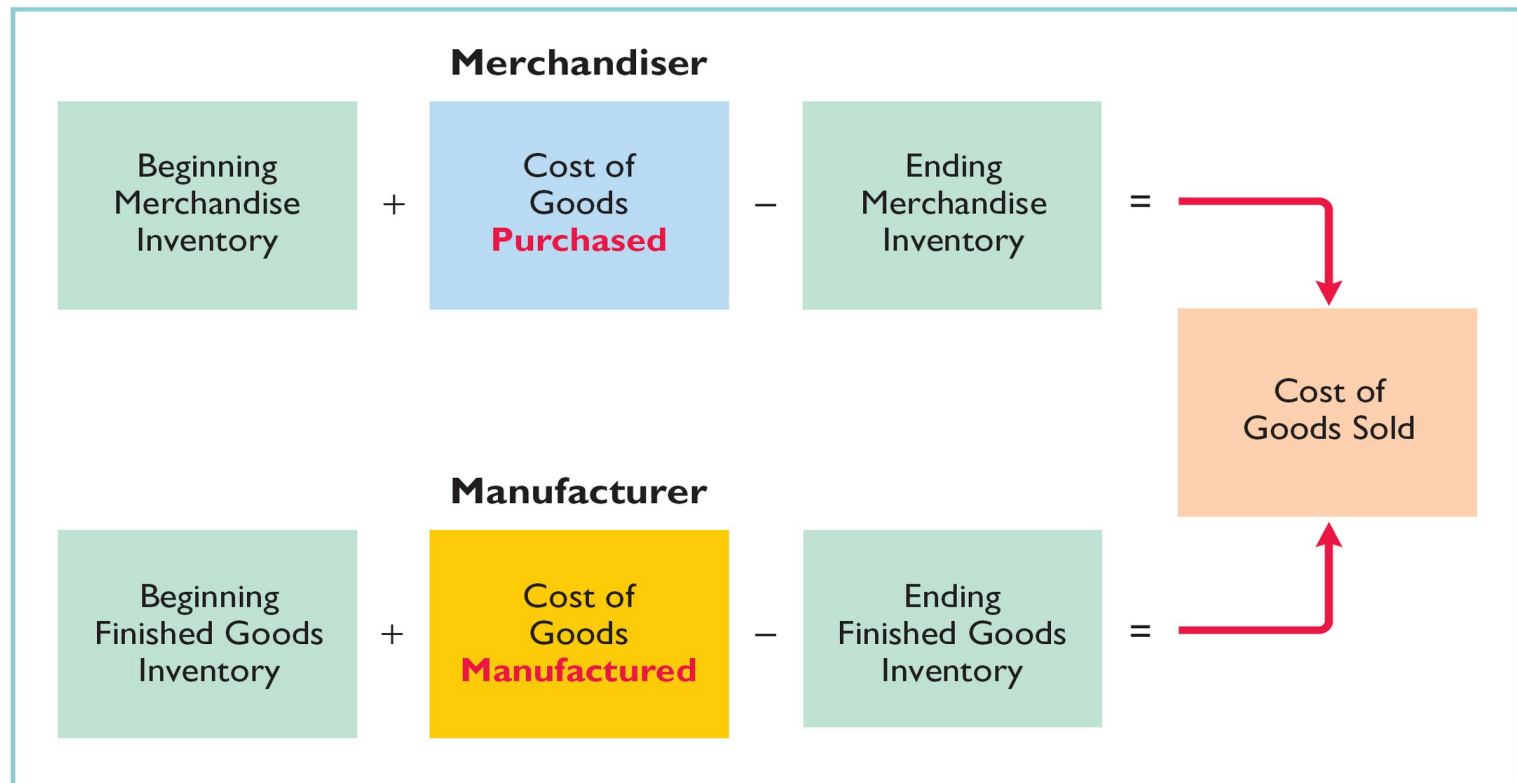 Merchandiser
Beginning
Merchandise
Inventory
+
Cost of
Goods
Purchased
–
Ending
Merchandise
Inventory
=
Cost of
Goods Sold
Manufacturer
Beginning
Finished Goods
Inventory
+
Cost of
Goods
Manufactured
–
Ending
Finished Goods
Inventory
=